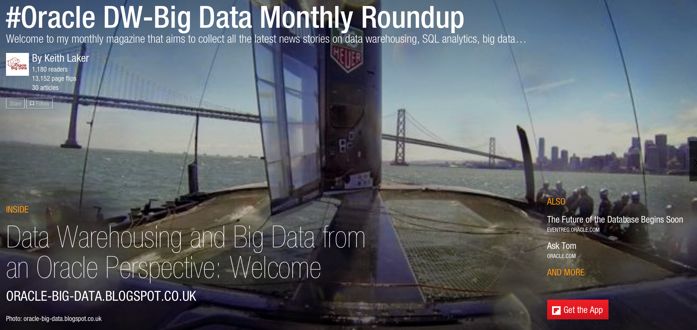 #Oracle DW-Big Data Monthly Roundup
Welcome to my monthly magazine that aims to collect all the latest news stories on data warehousing, SQL analytics, big data…
By Keith Laker
1,180 readers
13,152 page flips
30 articles
Share
Follow
HEUER
INSIDE
Data Warehousing and Big Data from
an Oracle Perspective: Welcome
ORACLE-BIG-DATA.BLOGSPOT.CO.UK
Photo: oracle-big-data.blogspot.co.uk
ALSO
The Future of the Database Begins Soon
EVENTREG.ORACLE.COM
Ask Tom
ORACLE.COM
AND MORE
Get the App